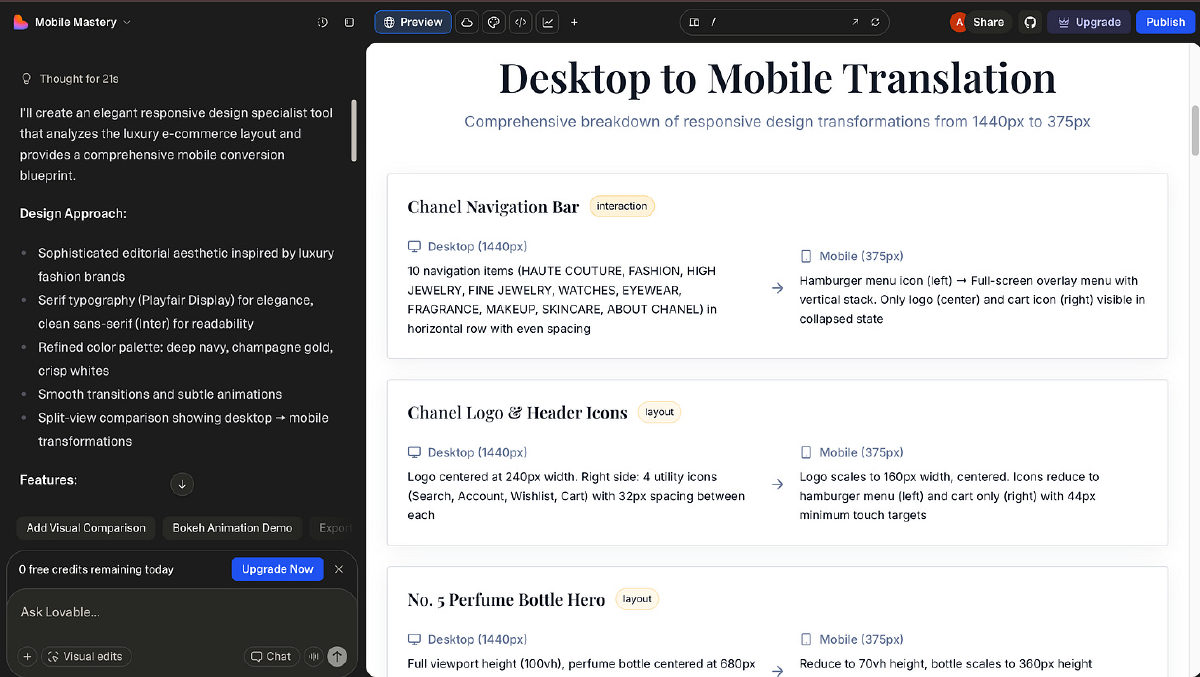 Mobile Mastery
Preview
/
A
Share
Upgrade
Publish
Thought for 21s
I'll create an elegant responsive design specialist tool
that analyzes the luxury e-commerce layout and
provides a comprehensive mobile conversion
blueprint.
Design Approach:
Sophisticated editorial aesthetic inspired by luxury
fashion brands
Serif typography (Playfair Display) for elegance,
clean sans-serif (Inter) for readability
Refined color palette: deep navy, champagne gold,
crisp whites
Smooth transitions and subtle animations
Split-view comparison showing desktop → mobile
transformations
Features:
Add Visual Comparison
Bokeh Animation Demo
Export
0 free credits remaining today
Upgrade Now
Ask Lovable...
Visual edits
Chat
Desktop to Mobile Translation
Comprehensive breakdown of responsive design transformations from 1440px to 375px
Chanel Navigation Bar
interaction
Desktop (1440px)
10 navigation items (HAUTE COUTURE, FASHION, HIGH
JEWELRY, FINE JEWELRY, WATCHES, EYEWEAR,
FRAGRANCE, MAKEUP, SKINCARE, ABOUT CHANEL) in
horizontal row with even spacing
Mobile (375px)
Hamburger menu icon (left) → Full-screen overlay menu with
vertical stack. Only logo (center) and cart icon (right) visible in
collapsed state
Chanel Logo & Header Icons
layout
Desktop (1440px)
Logo centered at 240px width. Right side: 4 utility icons
(Search, Account, Wishlist, Cart) with 32px spacing between
each
Mobile (375px)
Logo scales to 160px width, centered. Icons reduce to
hamburger menu (left) and cart only (right) with 44px
minimum touch targets
No. 5 Perfume Bottle Hero
layout
Desktop (1440px)
Full viewport height (100vh), perfume bottle centered at 680px
Mobile (375px)
Reduce to 70vh height, bottle scales to 360px height